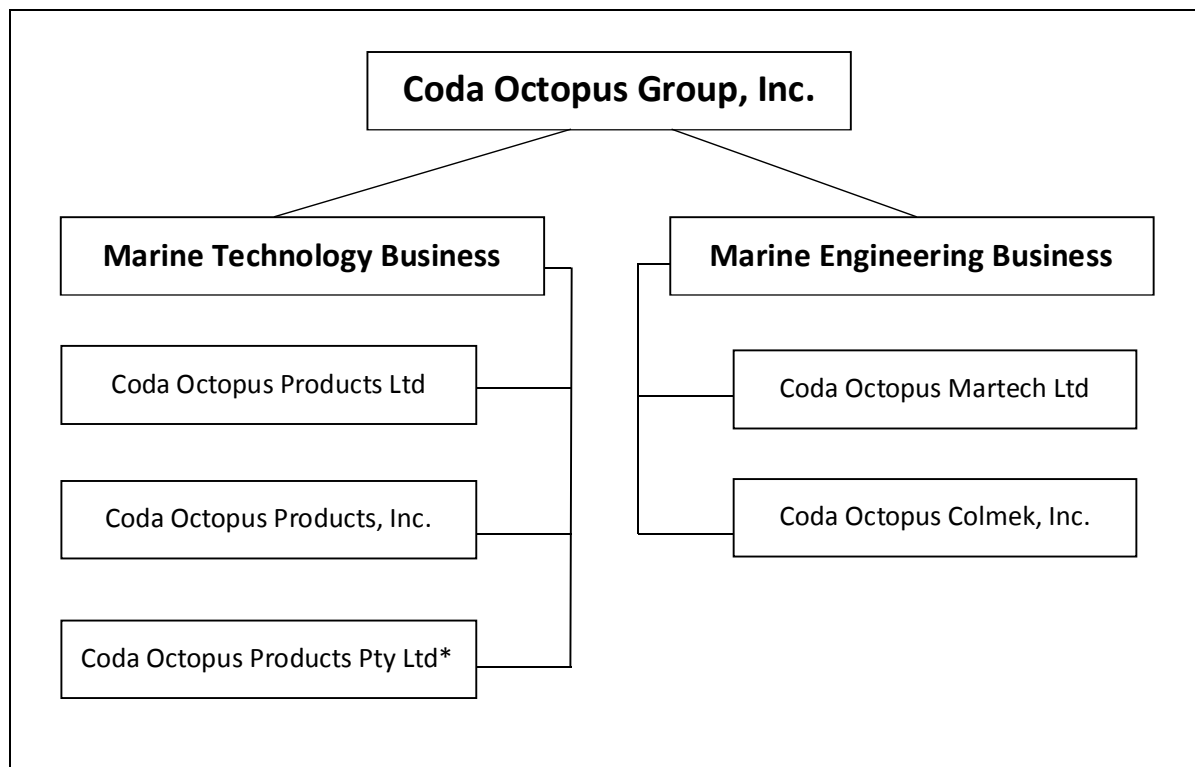 Coda Octopus Group, Inc.
Marine Technology Business
Marine Engineering Business
Coda Octopus Products Ltd
Coda Octopus Martech Ltd
Coda Octopus Products, Inc.
Coda Octopus Colmek, Inc.
Coda Octopus Products Pty Ltd*